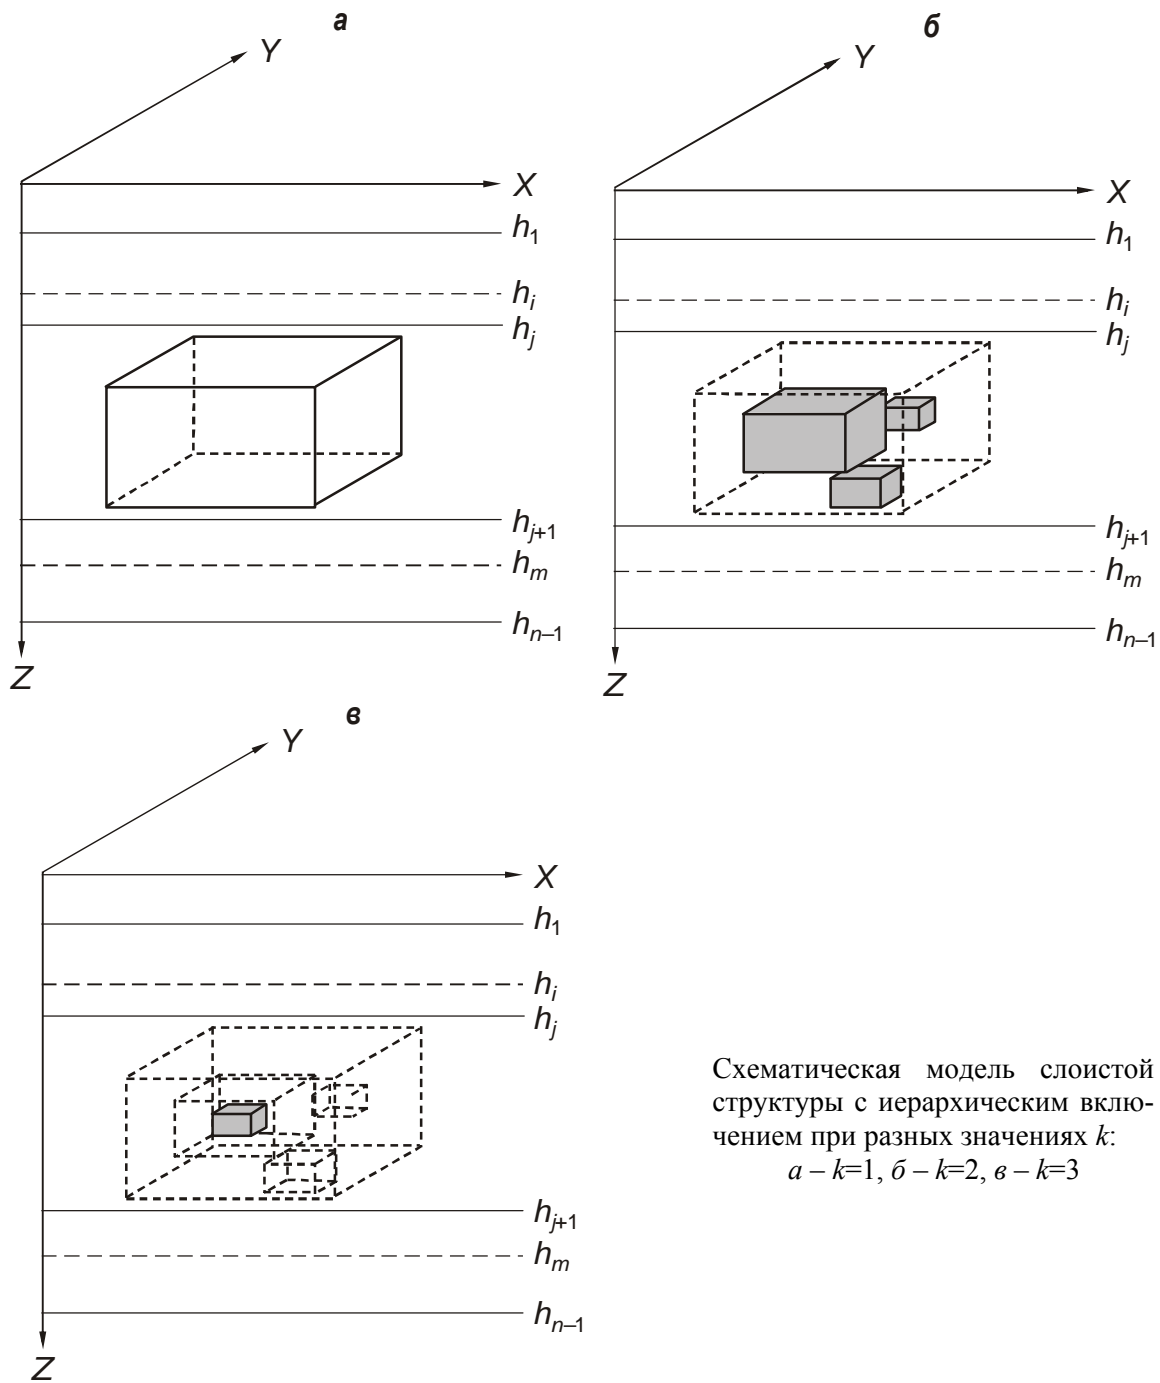 а
Y
X
h1
hi
hj
hj+1
hm
hn–1
Z
б
Y
X
h1
hi
hj
hj+1
hm
hn–1
Z
в
Y
X
h1
hi
hj
hj+1
hm
hn–1
Z
Схематическая модель слоистой
структуры с иерархическим вклю-
чением при разных значениях k:
а – k=1, б – k=2, в – k=3